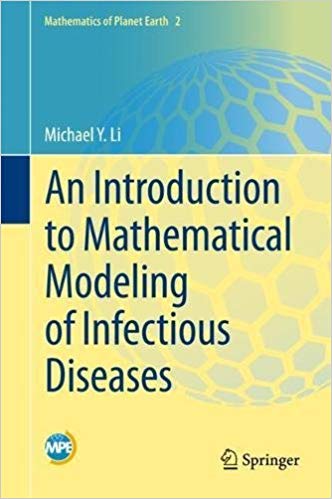 Mathematics of Planet Earth 2
Michael Y. Li
An Introduction
to Mathematical
Modeling
of Infectious
Diseases
MPE
Springer